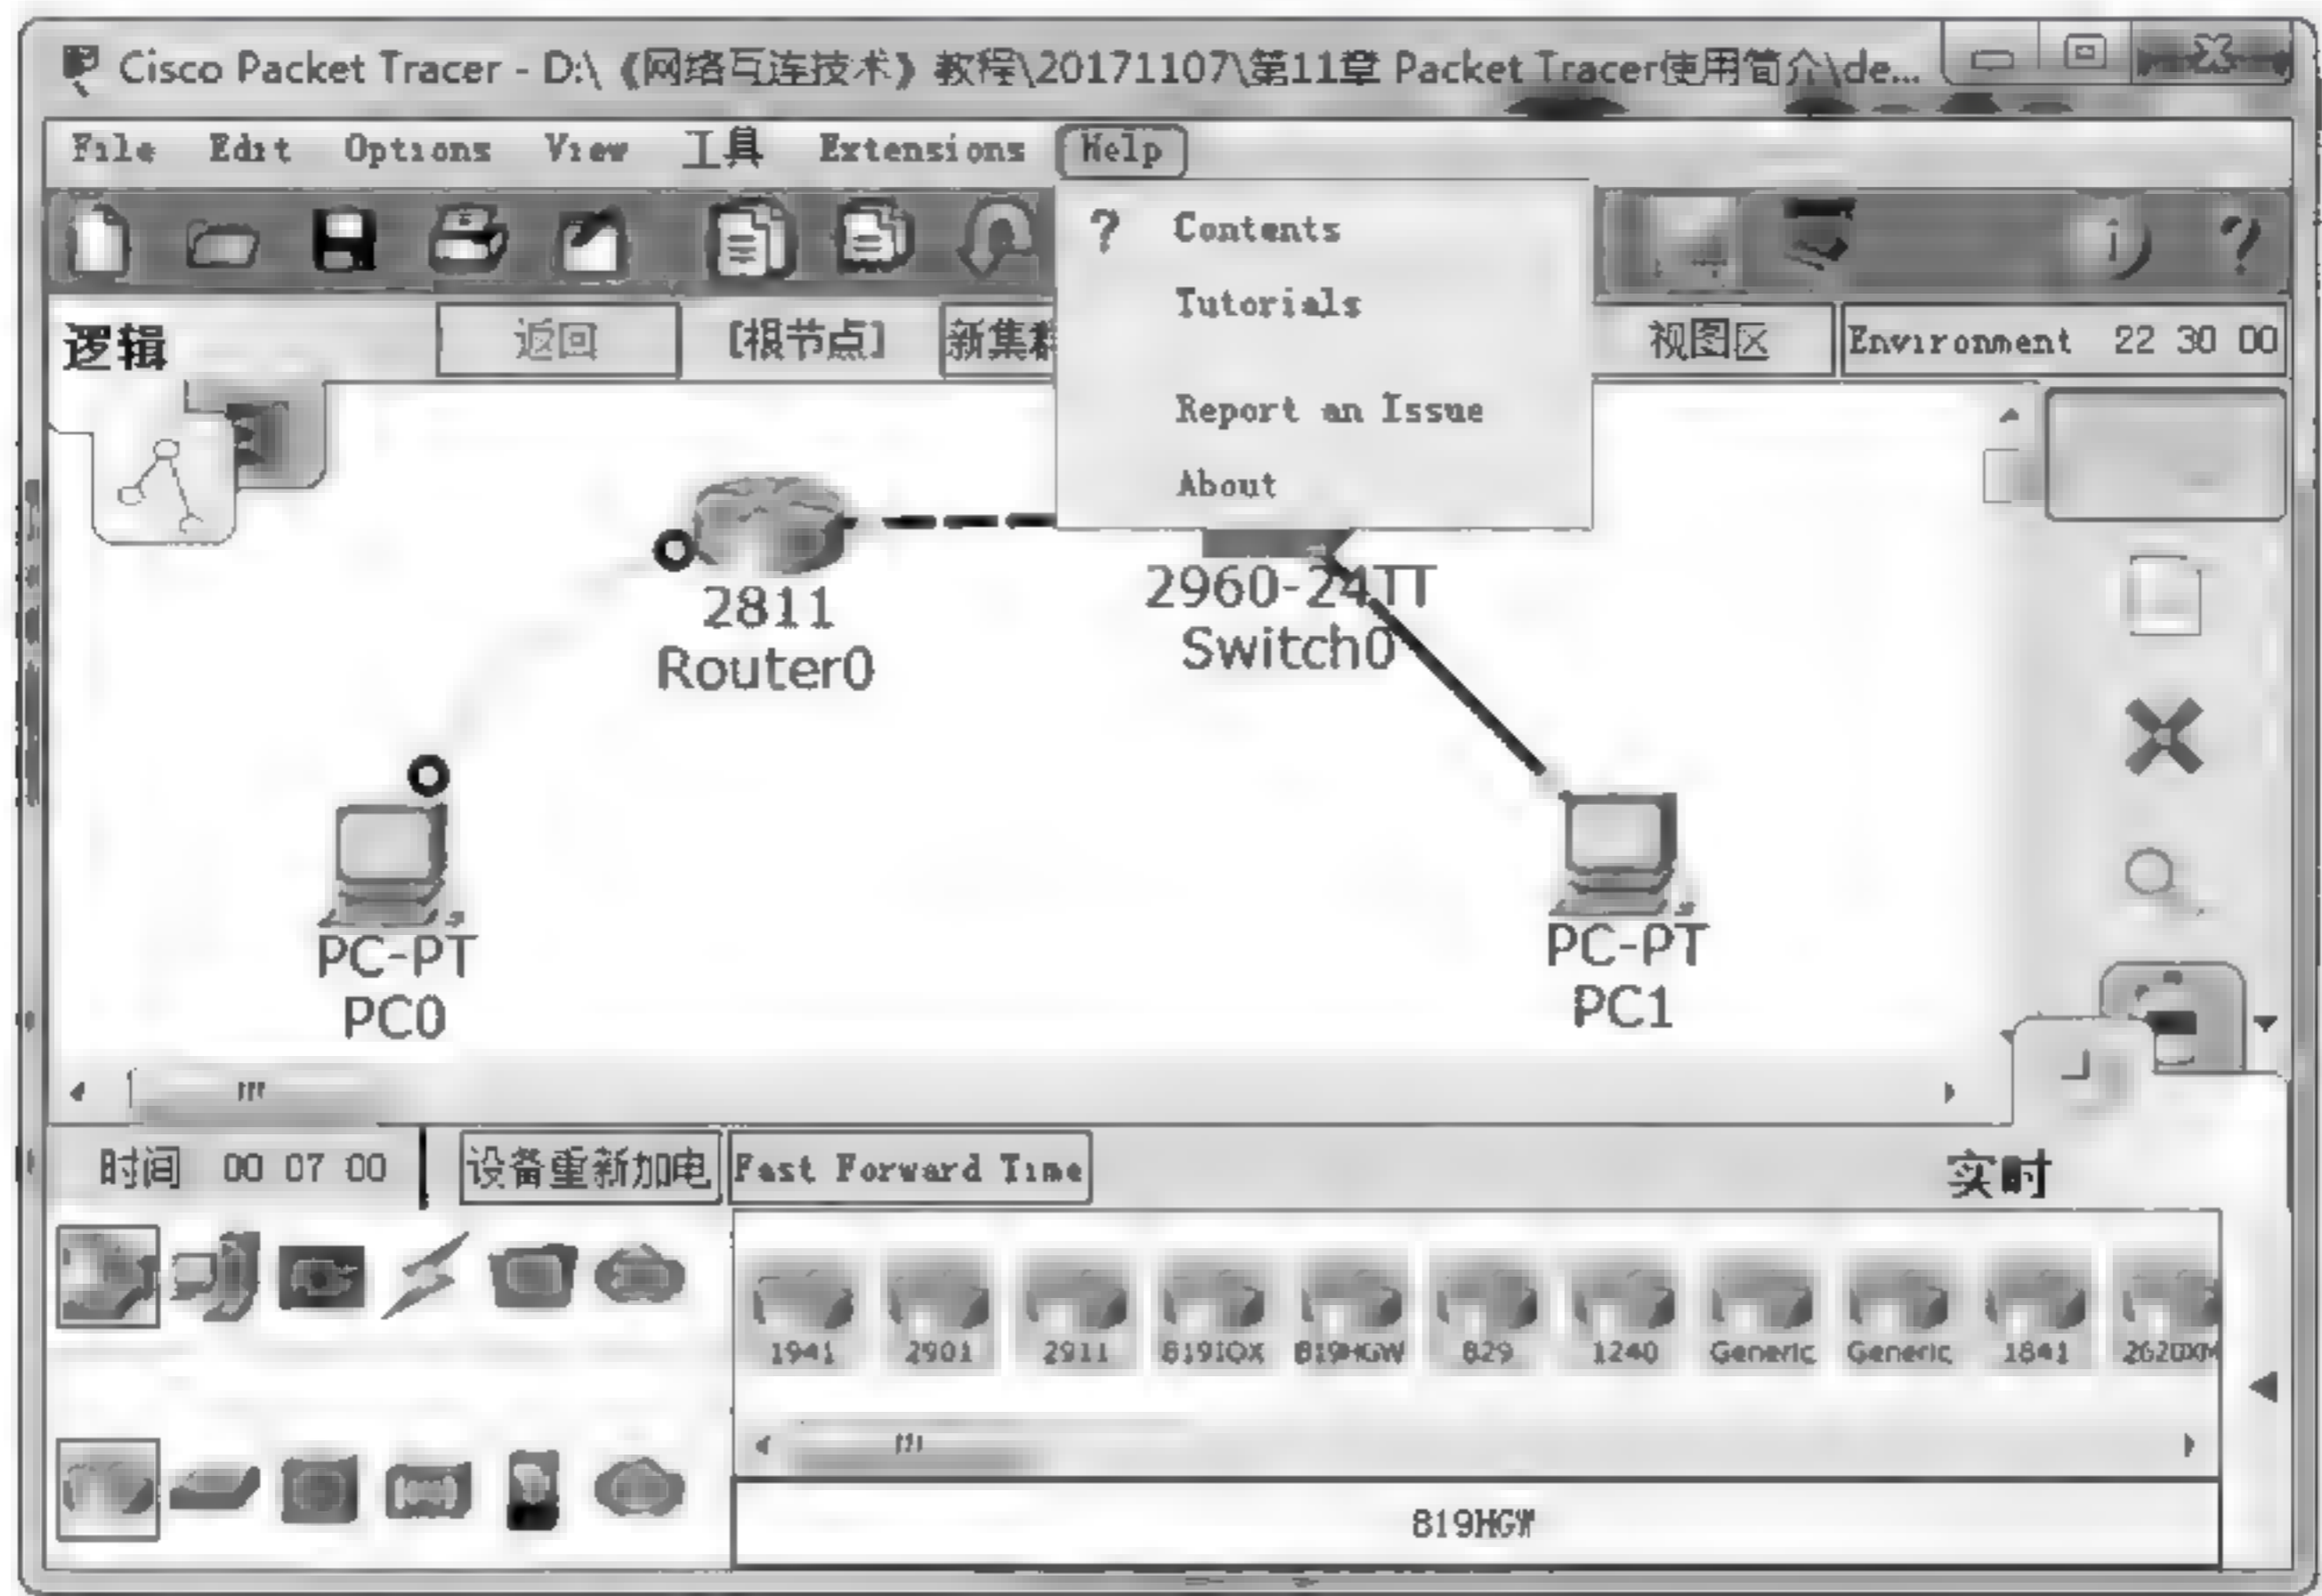 Cisco Packet Tracer - D:\《网络互连技术》教程\20171107\第11章 Packet Tracer使用简介\de...
File Edit Options View 工具 Extensions Help
? Contents
Tutorials
Report an Issue
About
逻辑 返回 [根节点] 新集群 视图区 Environment 22 30 00
2811
Router0
2960-24TT
Switch0
PC-PT
PC0
PC-PT
PC1
时间 00 07 00 设备重新加电 Fast Forward Time 实时
1941 2901 2911 819IOX 819HGW 829 1240 Generic Generic 1841 2620XM
819HGW